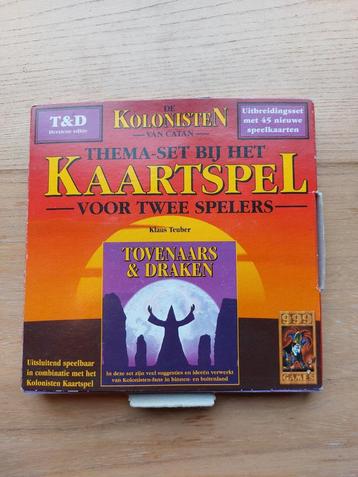 T&D
Herziene editie
DE
KOLONISTEN
VAN CATAN
Uitbreidingsset
met 45 nieuwe
speelkaarten
THEMA-SET BIJ HET
KAARTSPEL
VOOR TWEE SPELERS
Klaus Teuber
TOVENAARS
& DRAKEN
Uitsluitend speelbaar
in combinatie met het
Kolonisten Kaartspel
In deze set zijn veel suggesties en ideeën verwerkt
van Kolonisten-fans in binnen- en buitenland
999
GAMES